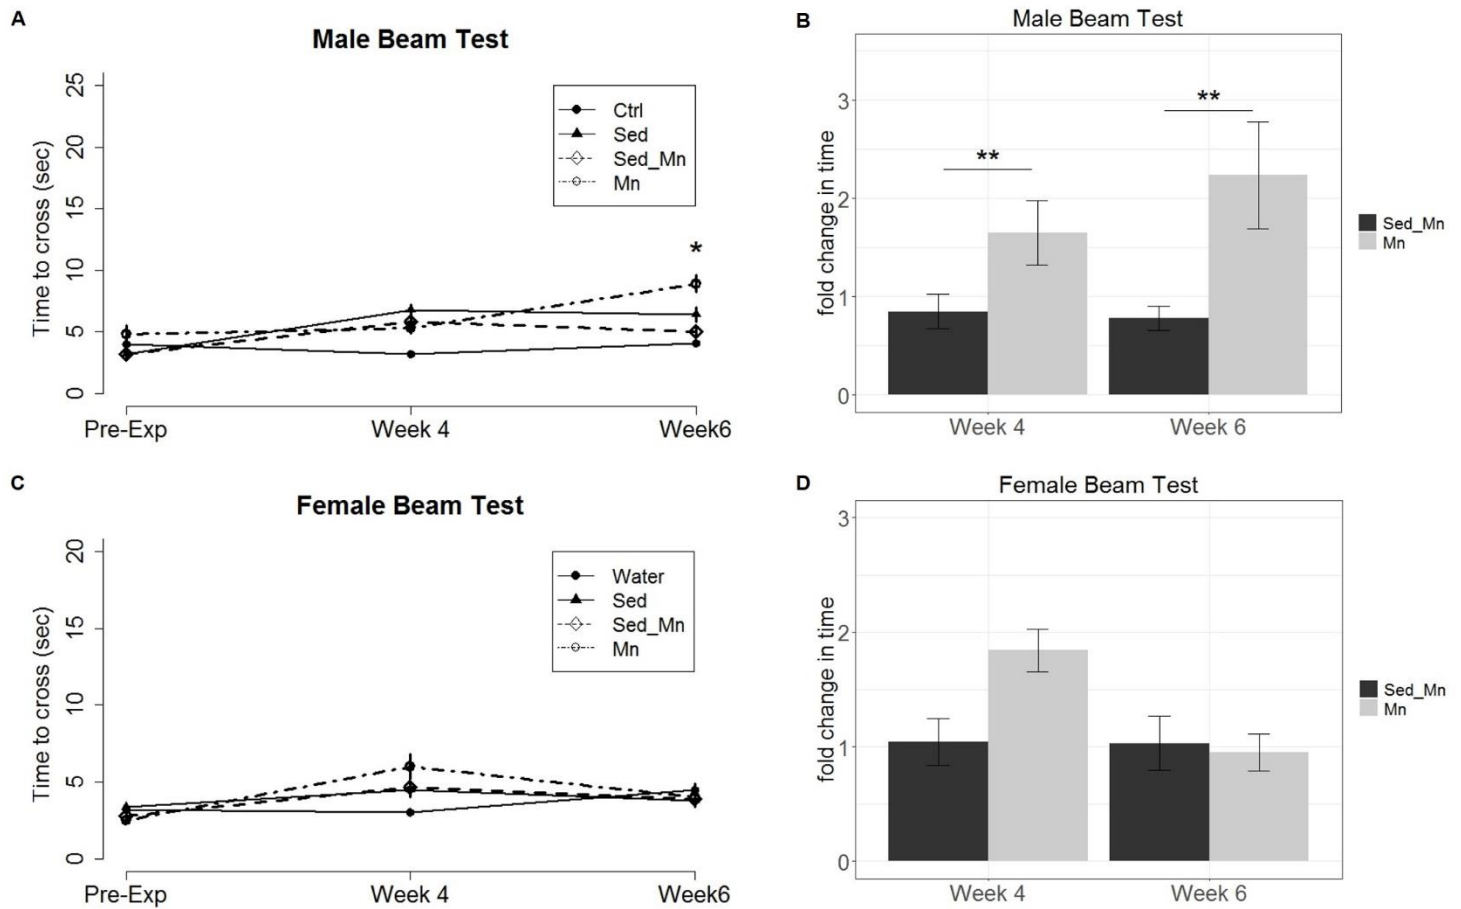 A
Male Beam Test
Time to cross (sec)
25
20
15
10
5
0
Ctrl
Sed
Sed_Mn
Mn
*
Pre-Exp
Week 4
Week6
B
Male Beam Test
fold change in time
3
2
1
0
**
**
Week 4
Week 6
Sed_Mn
Mn
C
Female Beam Test
Time to cross (sec)
20
15
10
5
0
Water
Sed
Sed_Mn
Mn
Pre-Exp
Week 4
Week6
D
Female Beam Test
fold change in time
3
2
1
0
Week 4
Week 6
Sed_Mn
Mn